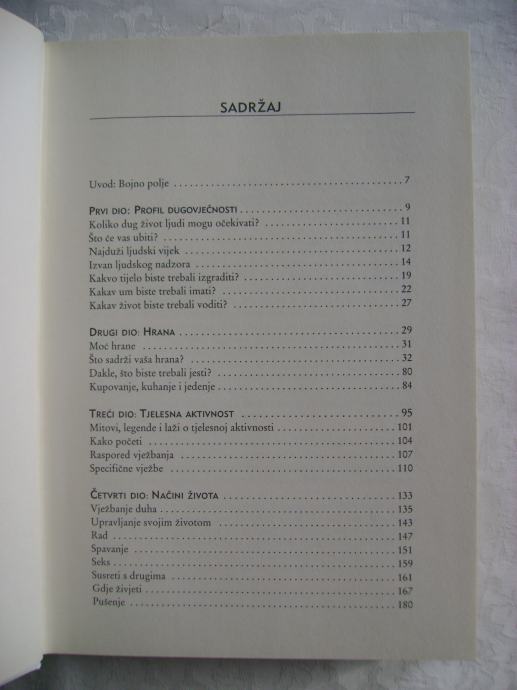 SADRŽAJ
Uvod: Bojno polje 7
PRVI DIO: PROFIL DUGOVJEČNOSTI 9
Koliko dug život ljudi mogu očekivati? 11
Što će vas ubiti? 11
Najduži ljudski vijek 12
Izvan ljudskog nadzora 14
Kakvo tijelo biste trebali izgraditi? 19
Kakav um biste trebali imati? 22
Kakav život biste trebali voditi? 27
DRUGI DIO: HRANA 29
Moć hrane 31
Što sadrži vaša hrana? 32
Dakle, što biste trebali jesti? 80
Kupovanje, kuhanje i jedenje 84
TREĆI DIO: TJELESNA AKTIVNOST 95
Mitovi, legende i laži o tjelesnoj aktivnosti 101
Kako početi 104
Raspored vježbanja 107
Specifične vježbe 110
ČETVRTI DIO: NAČINI ŽIVOTA 133
Vježbanje duha 135
Upravljanje svojim životom 143
Rad 147
Spavanje 151
Seks 159
Susreti s drugima 161
Gdje živjeti 167
Pušenje 180